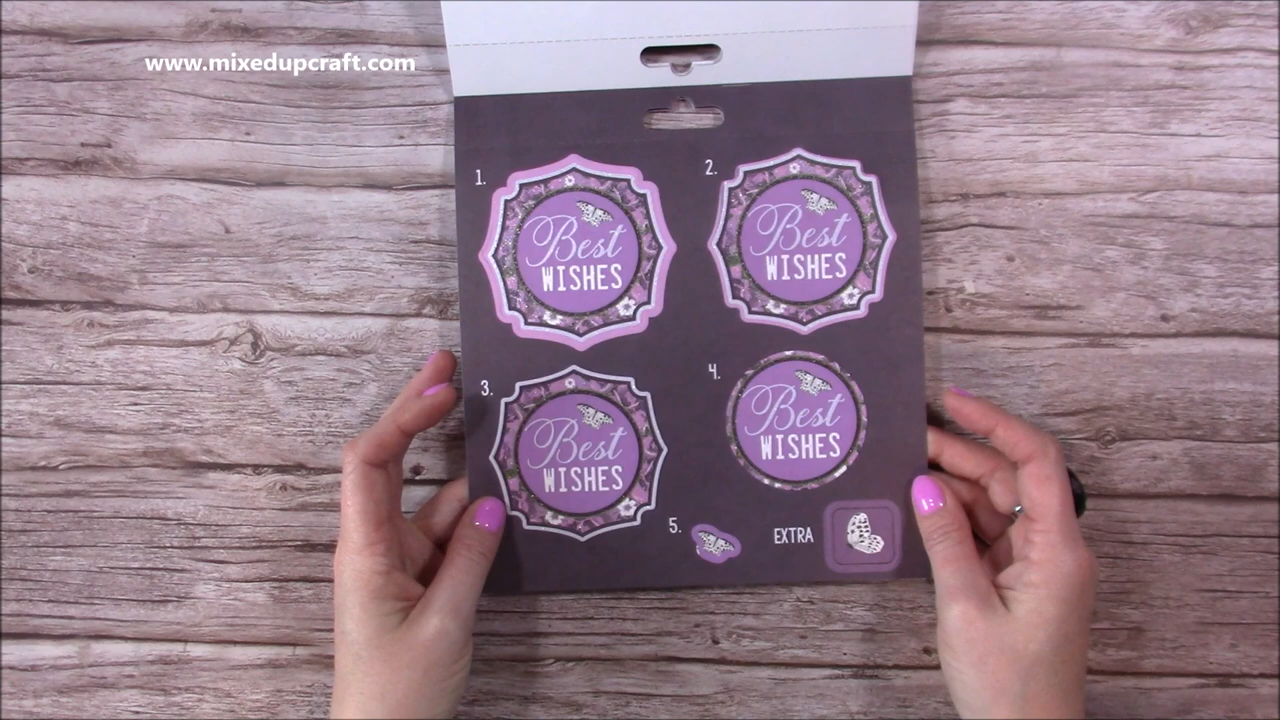 www.mixedupcraft.com
1.
Best
WISHES
2.
Best
WISHES
3.
Best
WISHES
4.
Best
WISHES
5.
EXTRA